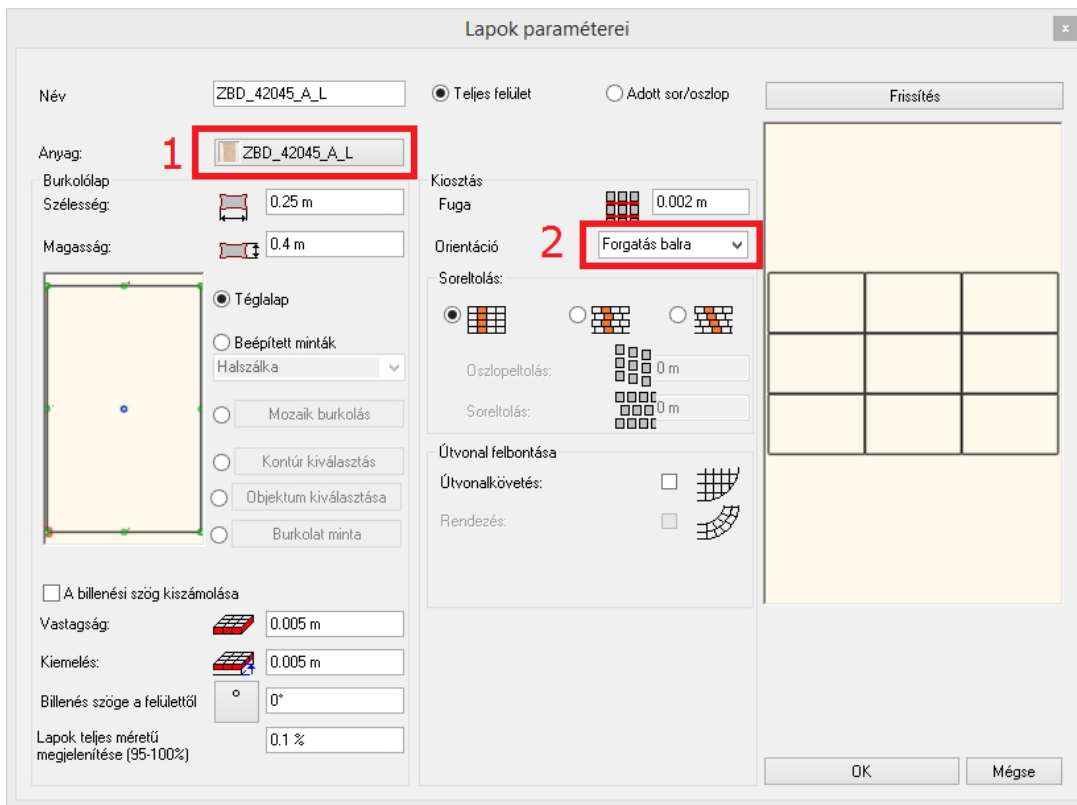 Lapok paraméterei
x
Név
ZBD_42045_A_L
Teljes felület
Adott sor/oszlop
Frissítés
Anyag:
1
ZBD_42045_A_L
Burkolólap
Szélesség:
0.25 m
Magasság:
0.4 m
Téglalap
Beépített minták
Halszálka
Mozaik burkolás
Kontúr kiválasztás
Objektum kiválasztása
Burkolat minta
A billenési szög kiszámolása
Vastagság:
0.005 m
Kiemelés:
0.005 m
Billenés szöge a felülettől
°
0°
Lapok teljes méretű
megjelenítése (95-100%)
0.1 %
Kiosztás
Fuga
0.002 m
Orientáció
2
Forgatás balra
Soreltolás:
Oszlopeltolás:
0 m
Soreltolás:
0 m
Útvonal felbontása
Útvonalkövetés:
Rendezés:
OK
Mégse